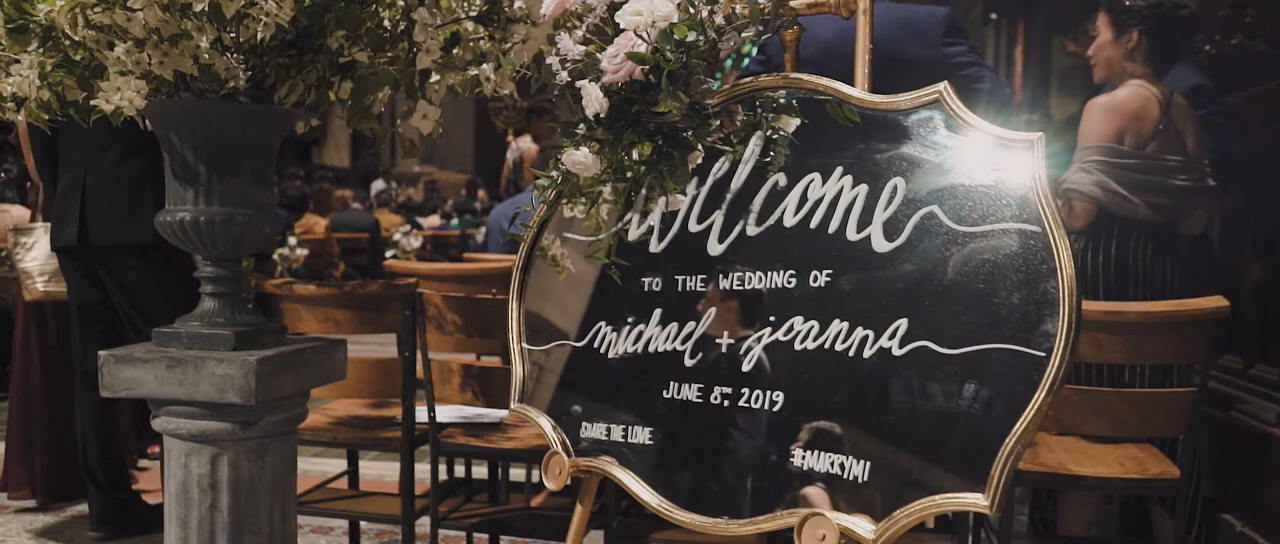 welcome
TO THE WEDDING OF
michael + joanna
JUNE 8TH, 2019
SHARE THE LOVE
#MARRYMI